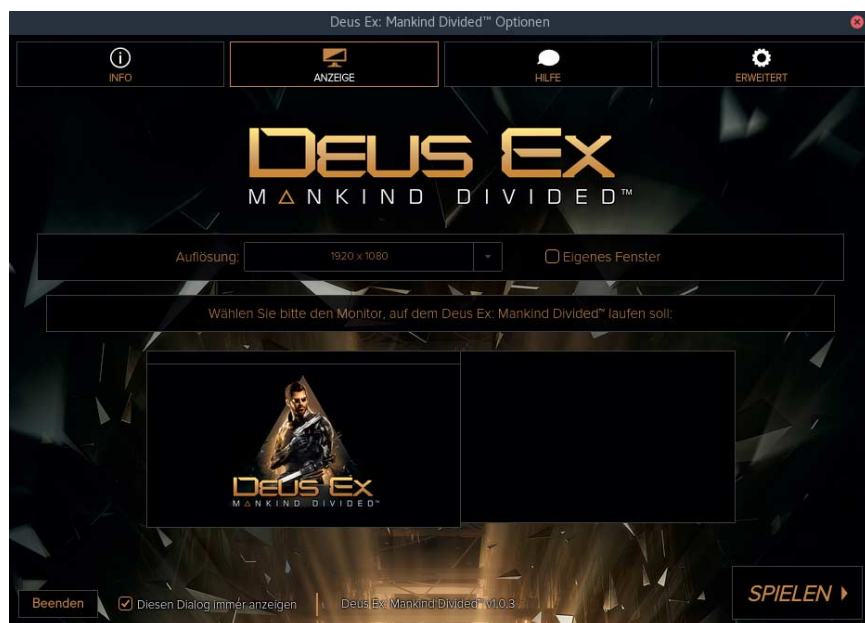 Deus Ex: Mankind Divided™ Optionen
INFO
ANZEIGE
HILFE
ERWEITERT
DEUS EX
MANKIND DIVIDED™
Auflösung:
1920 x 1080
Eigenes Fenster
Wählen Sie bitte den Monitor, auf dem Deus Ex: Mankind Divided™ laufen soll:
DEUS EX
MANKIND DIVIDED™
Beenden
Diesen Dialog immer anzeigen
Deus Ex: Mankind Divided™ v1.0.3
SPIELEN